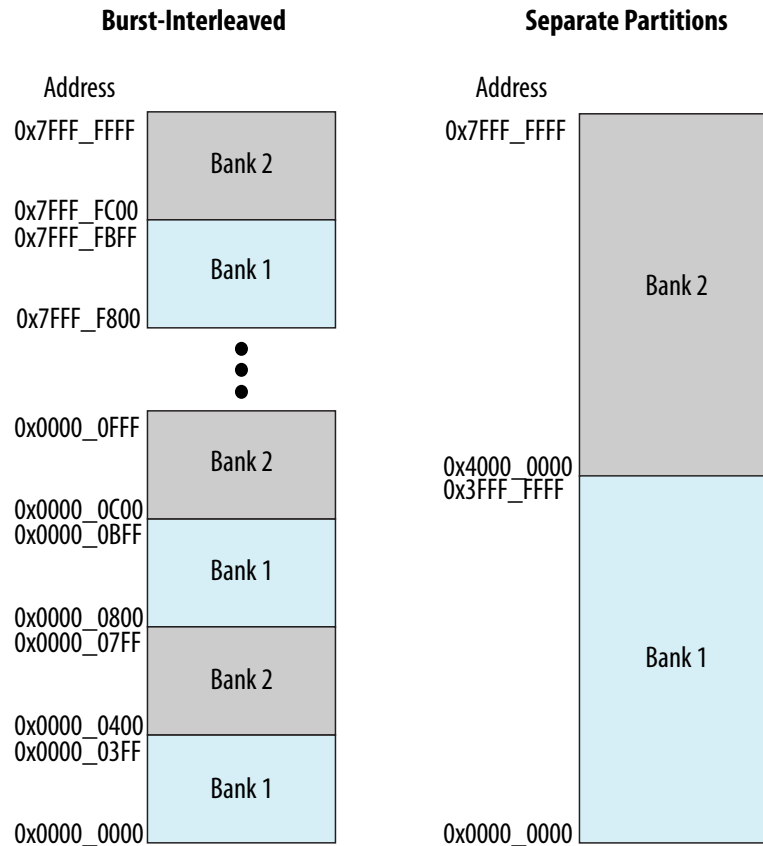 Burst-Interleaved
Address
0x7FFF_FFFF
Bank 2
0x7FFF_FC00
0x7FFF_FBFF
Bank 1
0x7FFF_F800
0x0000_0FFF
Bank 2
0x0000_0C00
0x0000_0BFF
Bank 1
0x0000_0800
0x0000_07FF
Bank 2
0x0000_0400
0x0000_03FF
Bank 1
0x0000_0000
Separate Partitions
Address
0x7FFF_FFFF
Bank 2
0x4000_0000
0x3FFF_FFFF
Bank 1
0x0000_0000